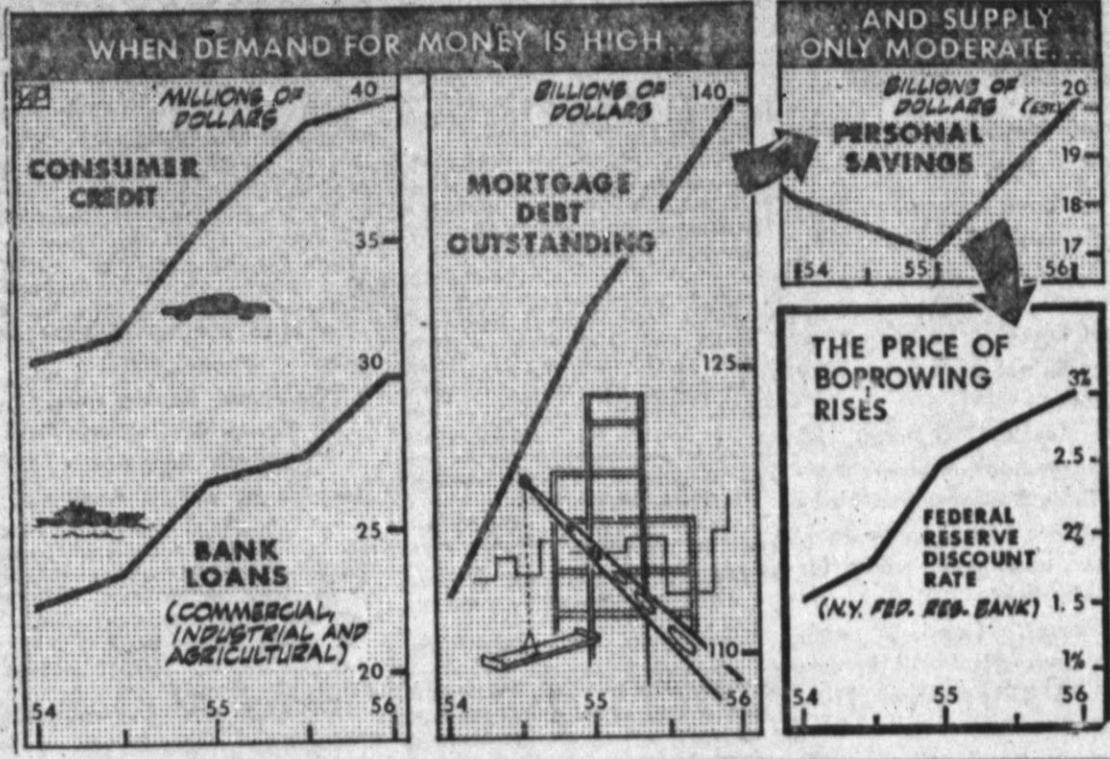 WHEN DEMAND FOR MONEY IS HIGH...
...AND SUPPLY
ONLY MODERATE...
MILLIONS OF
DOLLARS
40
CONSUMER
CREDIT
35
30
BANK
LOANS
(COMMERCIAL,
INDUSTRIAL AND
AGRICULTURAL)
25
20
54
55
56
BILLIONS OF
DOLLARS
140
MORTGAGE
DEBT
OUTSTANDING
125
110
54
55
56
BILLIONS OF
DOLLARS (EST.)
20
PERSONAL
SAVINGS
19
18
17
54
55
56
THE PRICE OF
BORROWING
RISES
3%
2.5
FEDERAL
RESERVE
DISCOUNT
RATE
2%
(N.Y. FED. RES. BANK)
1.5
1%
54
55
56